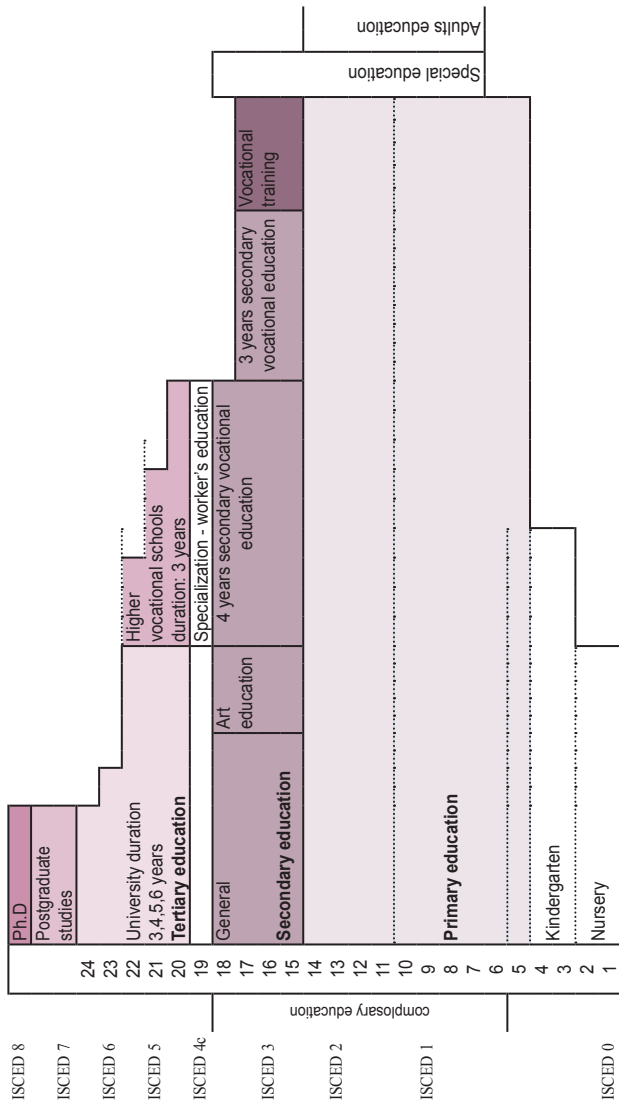 ISCED 8
ISCED 7
ISCED 6
ISCED 5
ISCED 4c
ISCED 3
ISCED 2
ISCED 1
ISCED 0
complosary education
24
23
22
21
20
19
18
17
16
15
14
13
12
11
10
9
8
7
6
5
4
3
2
1
Ph.D
Postgraduate
studies
University duration
3,4,5,6 years
Tertiary education
Higher
vocational schools
duration: 3 years
Specialization - worker's education
General
Secondary education
Art
education
4 years secondary vocational
education
3 years secondary
vocational education
Vocational
training
Primary education
Kindergarten
Nursery
Special education
Adults education